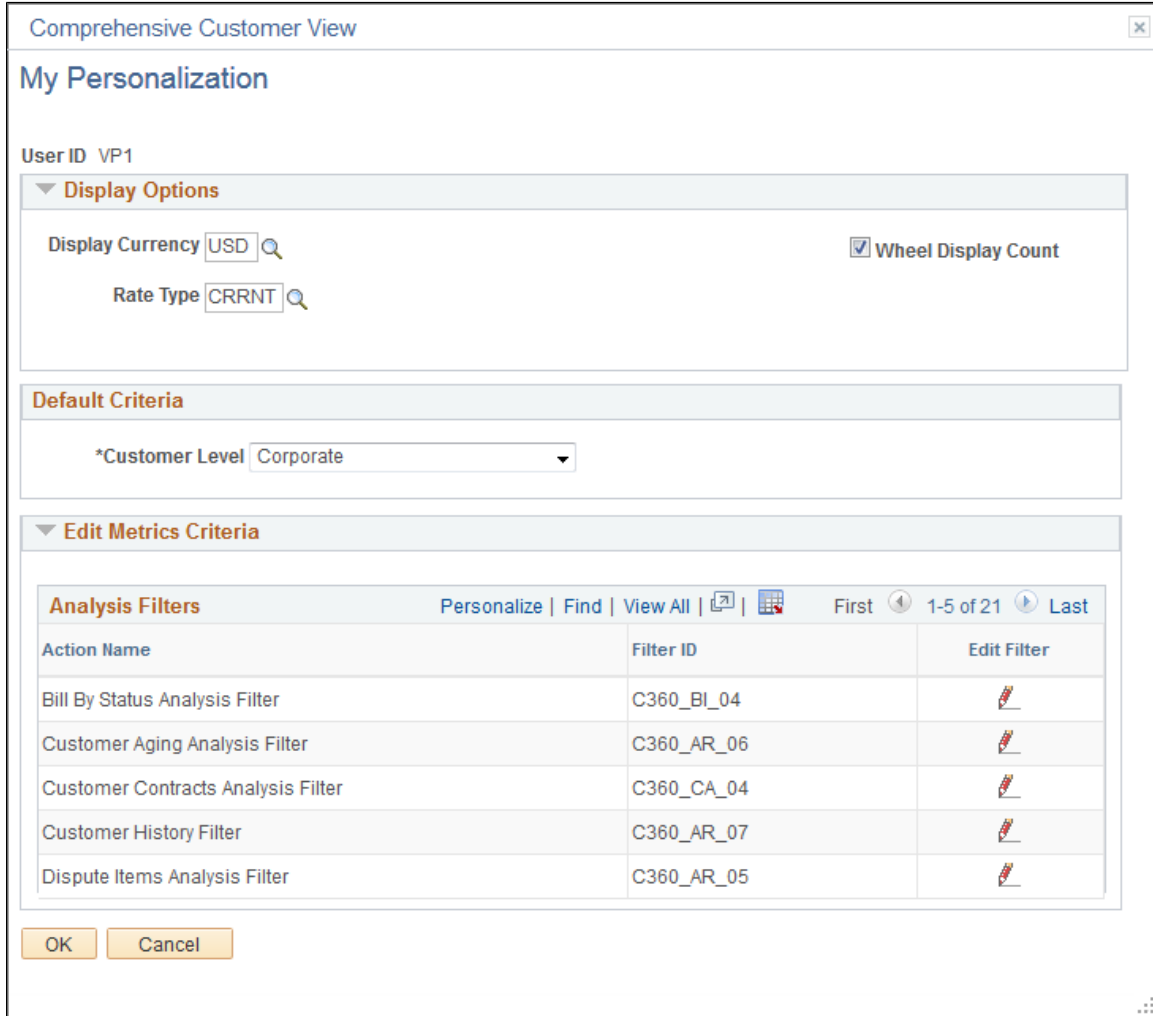 Comprehensive Customer View
My Personalization
User ID VP1
Display Options
Display Currency USD
Wheel Display Count
Rate Type CRRNT
Default Criteria
*Customer Level Corporate
Edit Metrics Criteria
Analysis Filters Personalize | Find | View All | | First 1-5 of 21 Last
Action Name Filter ID Edit Filter
Bill By Status Analysis Filter C360_BI_04
Customer Aging Analysis Filter C360_AR_06
Customer Contracts Analysis Filter C360_CA_04
Customer History Filter C360_AR_07
Dispute Items Analysis Filter C360_AR_05
OK Cancel